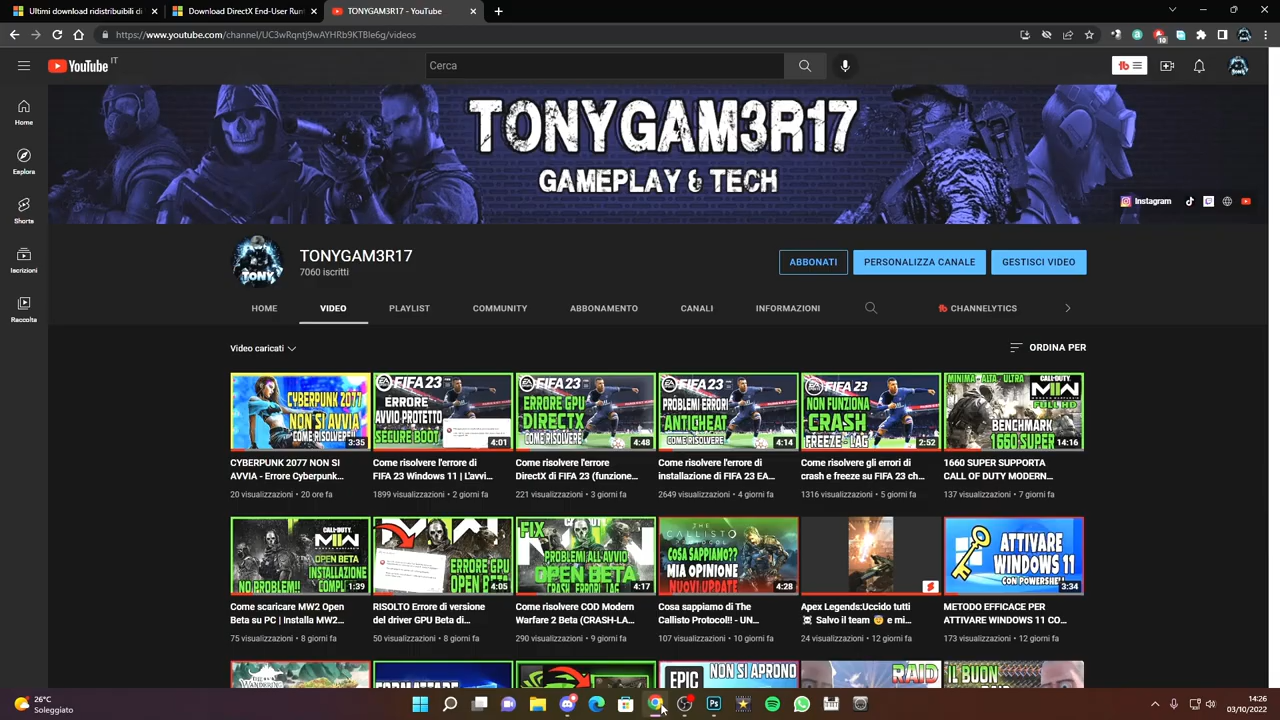 Ultimi download ridistribuibili di
Download DirectX End-User Run
TONYGAM3R17 - YouTube
https://www.youtube.com/channel/UC3wRqntj9wAYHRb9KTBIe6g/videos
YouTube IT
Cerca
Home
Esplora
Shorts
Iscrizioni
Raccolta
TONYGAM3R17
GAMEPLAY & TECH
Instagram
TONY
TONYGAM3R17
7060 iscritti
ABBONATI
PERSONALIZZA CANALE
GESTISCI VIDEO
HOME
VIDEO
PLAYLIST
COMMUNITY
ABBONAMENTO
CANALI
INFORMAZIONI
CHANNELYTICS
Video caricati
ORDINA PER
CYBERPUNK 2077
NON SI
AVVIA
COME RISOLVERE
3:35
FIFA 23
ERRORE
AVVIO PROTETTO
SECURE BOOT
4:01
FIFA 23
ERRORE GPU
DIRECTX
COME RISOLVERE
4:48
FIFA 23
PROBLEMI ERRORI
ANTICHEAT
COME RISOLVERE
4:14
FIFA 23
NON FUNZIONA
CRASH
FREEZE - LAG
2:52
MINIMA-ALTA-ULTRA
CALL OF DUTY
MWII
FULL HD
BENCHMARK
1660 SUPER
14:16
CYBERPUNK 2077 NON SI
AVVIA - Errore Cyberpunk...
20 visualizzazioni • 20 ore fa
Come risolvere l'errore di
FIFA 23 Windows 11 | L'avvi...
1899 visualizzazioni • 2 giorni fa
Come risolvere l'errore
DirectX di FIFA 23 (funzione...
221 visualizzazioni • 3 giorni fa
Come risolvere l'errore di
installazione di FIFA 23 EA...
2649 visualizzazioni • 4 giorni fa
Come risolvere gli errori di
crash e freeze su FIFA 23 ch...
1316 visualizzazioni • 5 giorni fa
1660 SUPER SUPPORTA
CALL OF DUTY MODERN...
137 visualizzazioni • 7 giorni fa
CALL OF DUTY
MWII
OPEN BETA
INSTALLAZIONE
NO PROBLEM!!
1:39
ERRORE GPU
4:05
FIX
PROBLEMI ALL'AVVIO
OPEN BETA
4:17
THE
CALLISTO
COSA SAPPIAMO??
MIA OPINIONE
NUOVI UPDATE
4:28
ATTIVARE
WINDOWS 11
CON POWERSHELL
3:34
Come scaricare MW2 Open
Beta su PC | Installa MW2...
75 visualizzazioni • 8 giorni fa
RISOLTO Errore di versione
del driver GPU Beta di...
50 visualizzazioni • 8 giorni fa
Come risolvere COD Modern
Warfare 2 Beta (CRASH-LA...
290 visualizzazioni • 9 giorni fa
Cosa sappiamo di The
Callisto Protocol!! - UN...
107 visualizzazioni • 10 giorni fa
Apex Legends:Uccido tutti
☠️ Salvo il team 😨 e mi...
24 visualizzazioni • 12 giorni fa
METODO EFFICACE PER
ATTIVARE WINDOWS 11 CO...
173 visualizzazioni • 12 giorni fa
THE
WANDERING
EPIC
NON SI APRONO
RAID
IL BUON
26°C
Soleggiato
14:26
03/10/2022